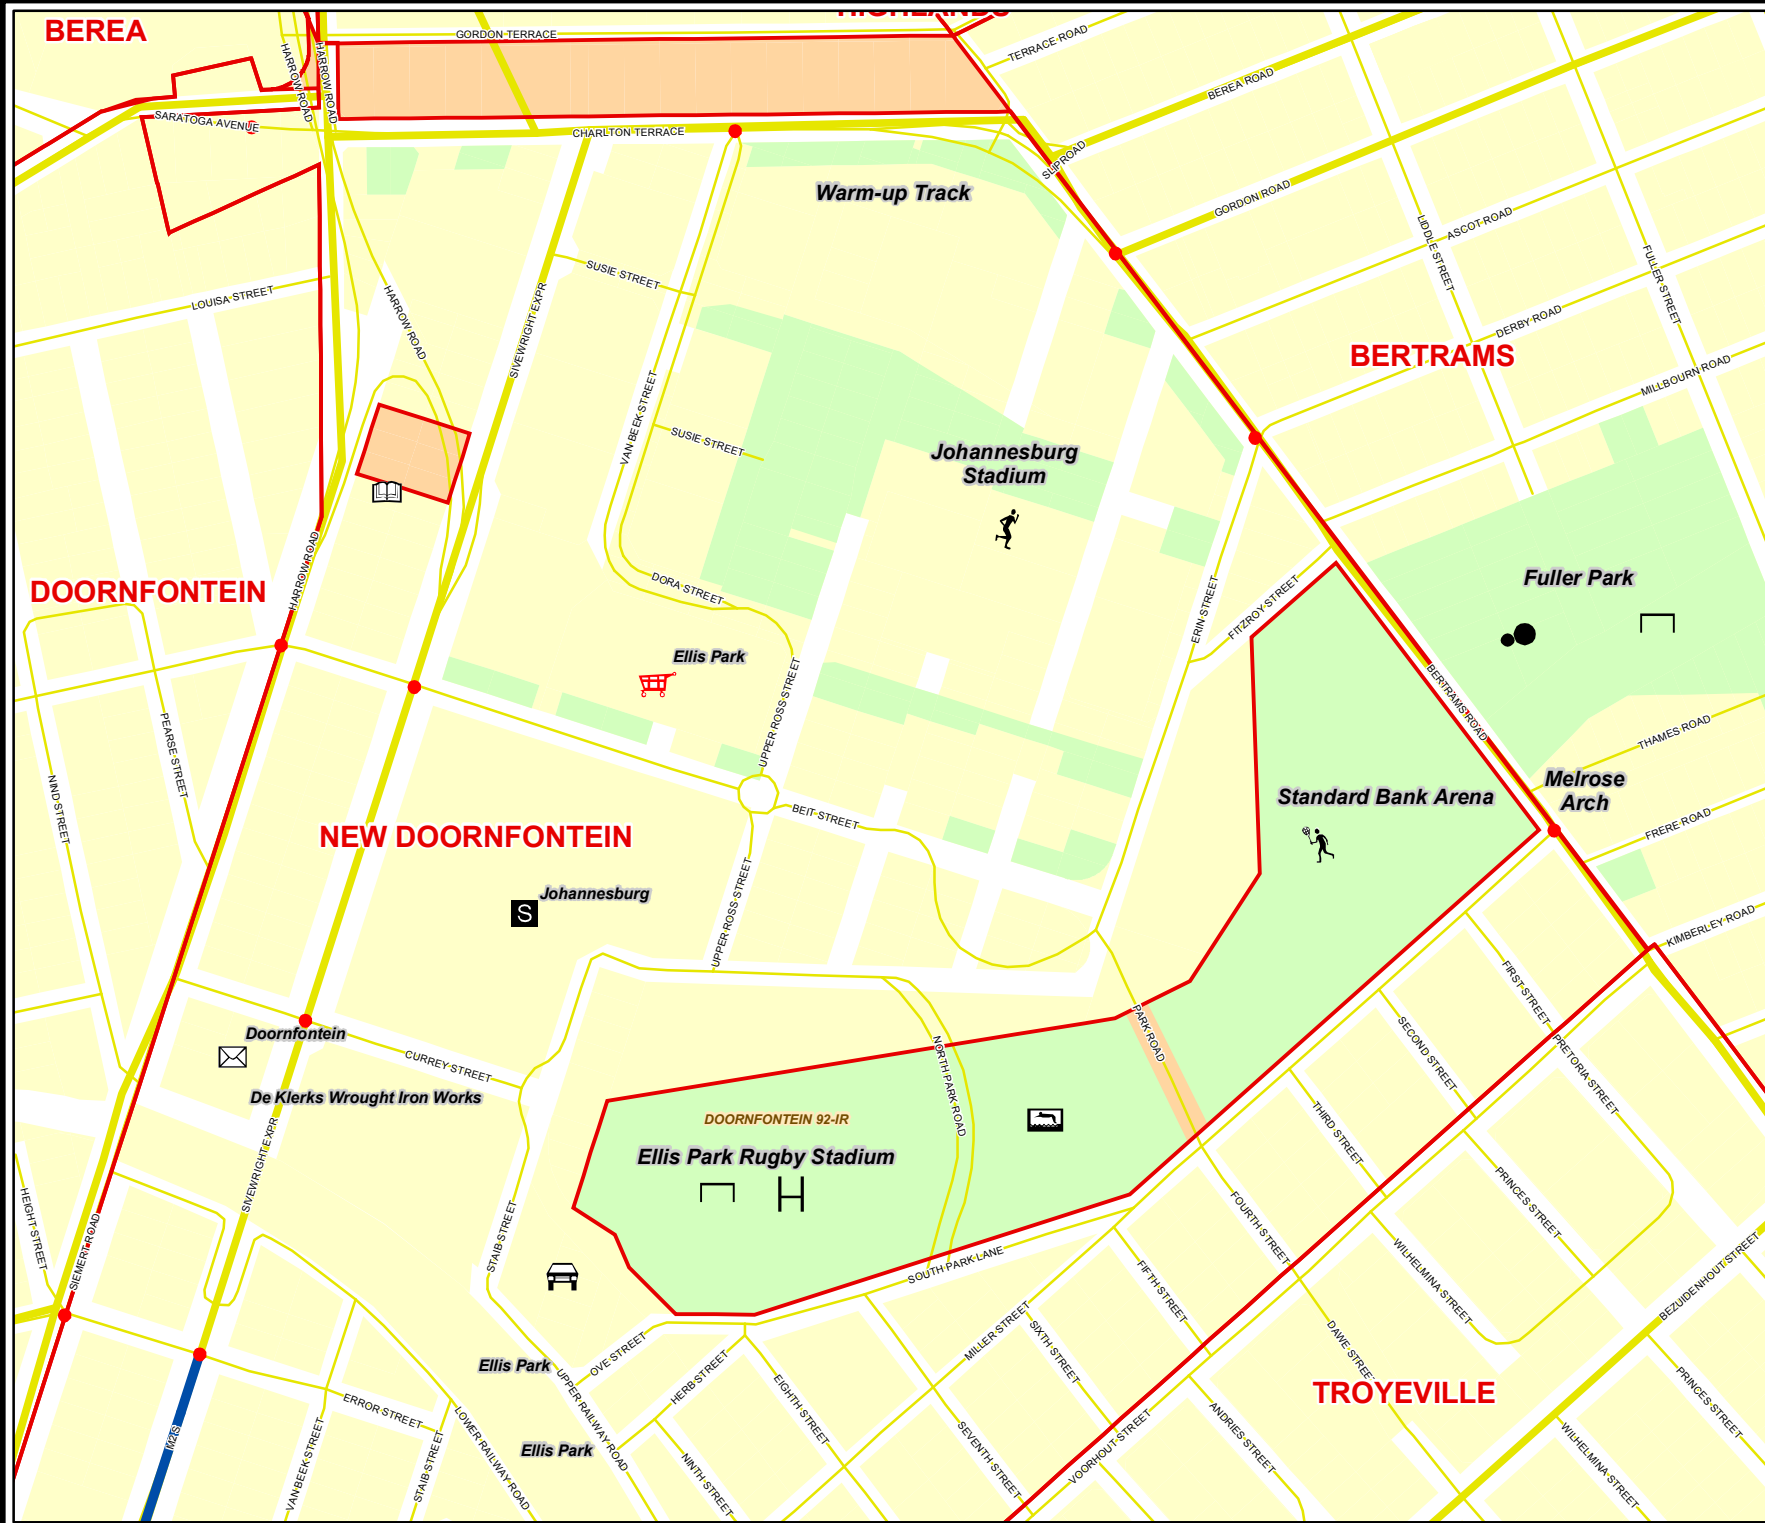 HIGHLANDS
BEREA
GORDON TERRACE
TERRACE ROAD
HARROW ROAD
HARROW ROAD
BEREA ROAD
SARATOGA AVENUE
CHARLTON TERRACE
SLIPROAD
Warm-up Track
GORDON ROAD
ASCOT ROAD
LIDDLE STREET
FULLER STREET
SUSIE STREET
LOUISA STREET
HARROW ROAD
SIVEWRIGHT EXPR
DERBY ROAD
BERTRAMS
MILLBOURN ROAD
VAN BEEK STREET
SUSIE STREET
Johannesburg
Stadium
HARROW ROAD
DOORNFONTEIN
DORA STREET
ERIN STREET
FITZROY STREET
Fuller Park
Ellis Park
UPPER ROSS STREET
BERTRAMS ROAD
PEARSE STREET
THAMES ROAD
NIND STREET
Melrose
Arch
Standard Bank Arena
BEIT STREET
FRERE ROAD
NEW DOORNFONTEIN
UPPER ROSS STREET
Johannesburg
S
KIMBERLEY ROAD
FIRST STREET
Doornfontein
PARK ROAD
SECOND STREET
PRETORIA STREET
CURREY STREET
NORTH PARK ROAD
De Klerks Wrought Iron Works
DOORNFONTEIN 92-IR
THIRD STREET
Ellis Park Rugby Stadium
SIVEWRIGHT EXPR
PRINCES STREET
HEIGHT STREET
SIEMERT ROAD
STAIB STREET
FOURTH STREET
SOUTH PARK LANE
WILHELMINA STREET
BEZUIDENHOUT STREET
FIFTH STREET
MILLER STREET
SIXTH STREET
DAWE STREET
OVE STREET
Ellis Park
HERB STREET
UPPER RAILWAY ROAD
EIGHTH STREET
TROYEVILLE
PRINCES STREET
ERROR STREET
LOWER RAILWAY ROAD
ANDRIES STREET
M2 S
VAN BEEK STREET
STAIB STREET
Ellis Park
NINTH STREET
SEVENTH STREET
VOORHOUT STREET
WILHELMINA STREET